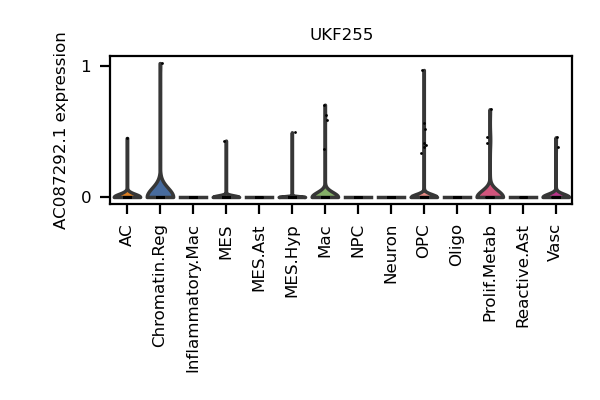 UKF255
AC087292.1 expression
1
0
AC
Chromatin.Reg
Inflammatory.Mac
MES
MES.Ast
MES.Hyp
Mac
NPC
Neuron
OPC
Oligo
Prolif.Metab
Reactive.Ast
Vasc